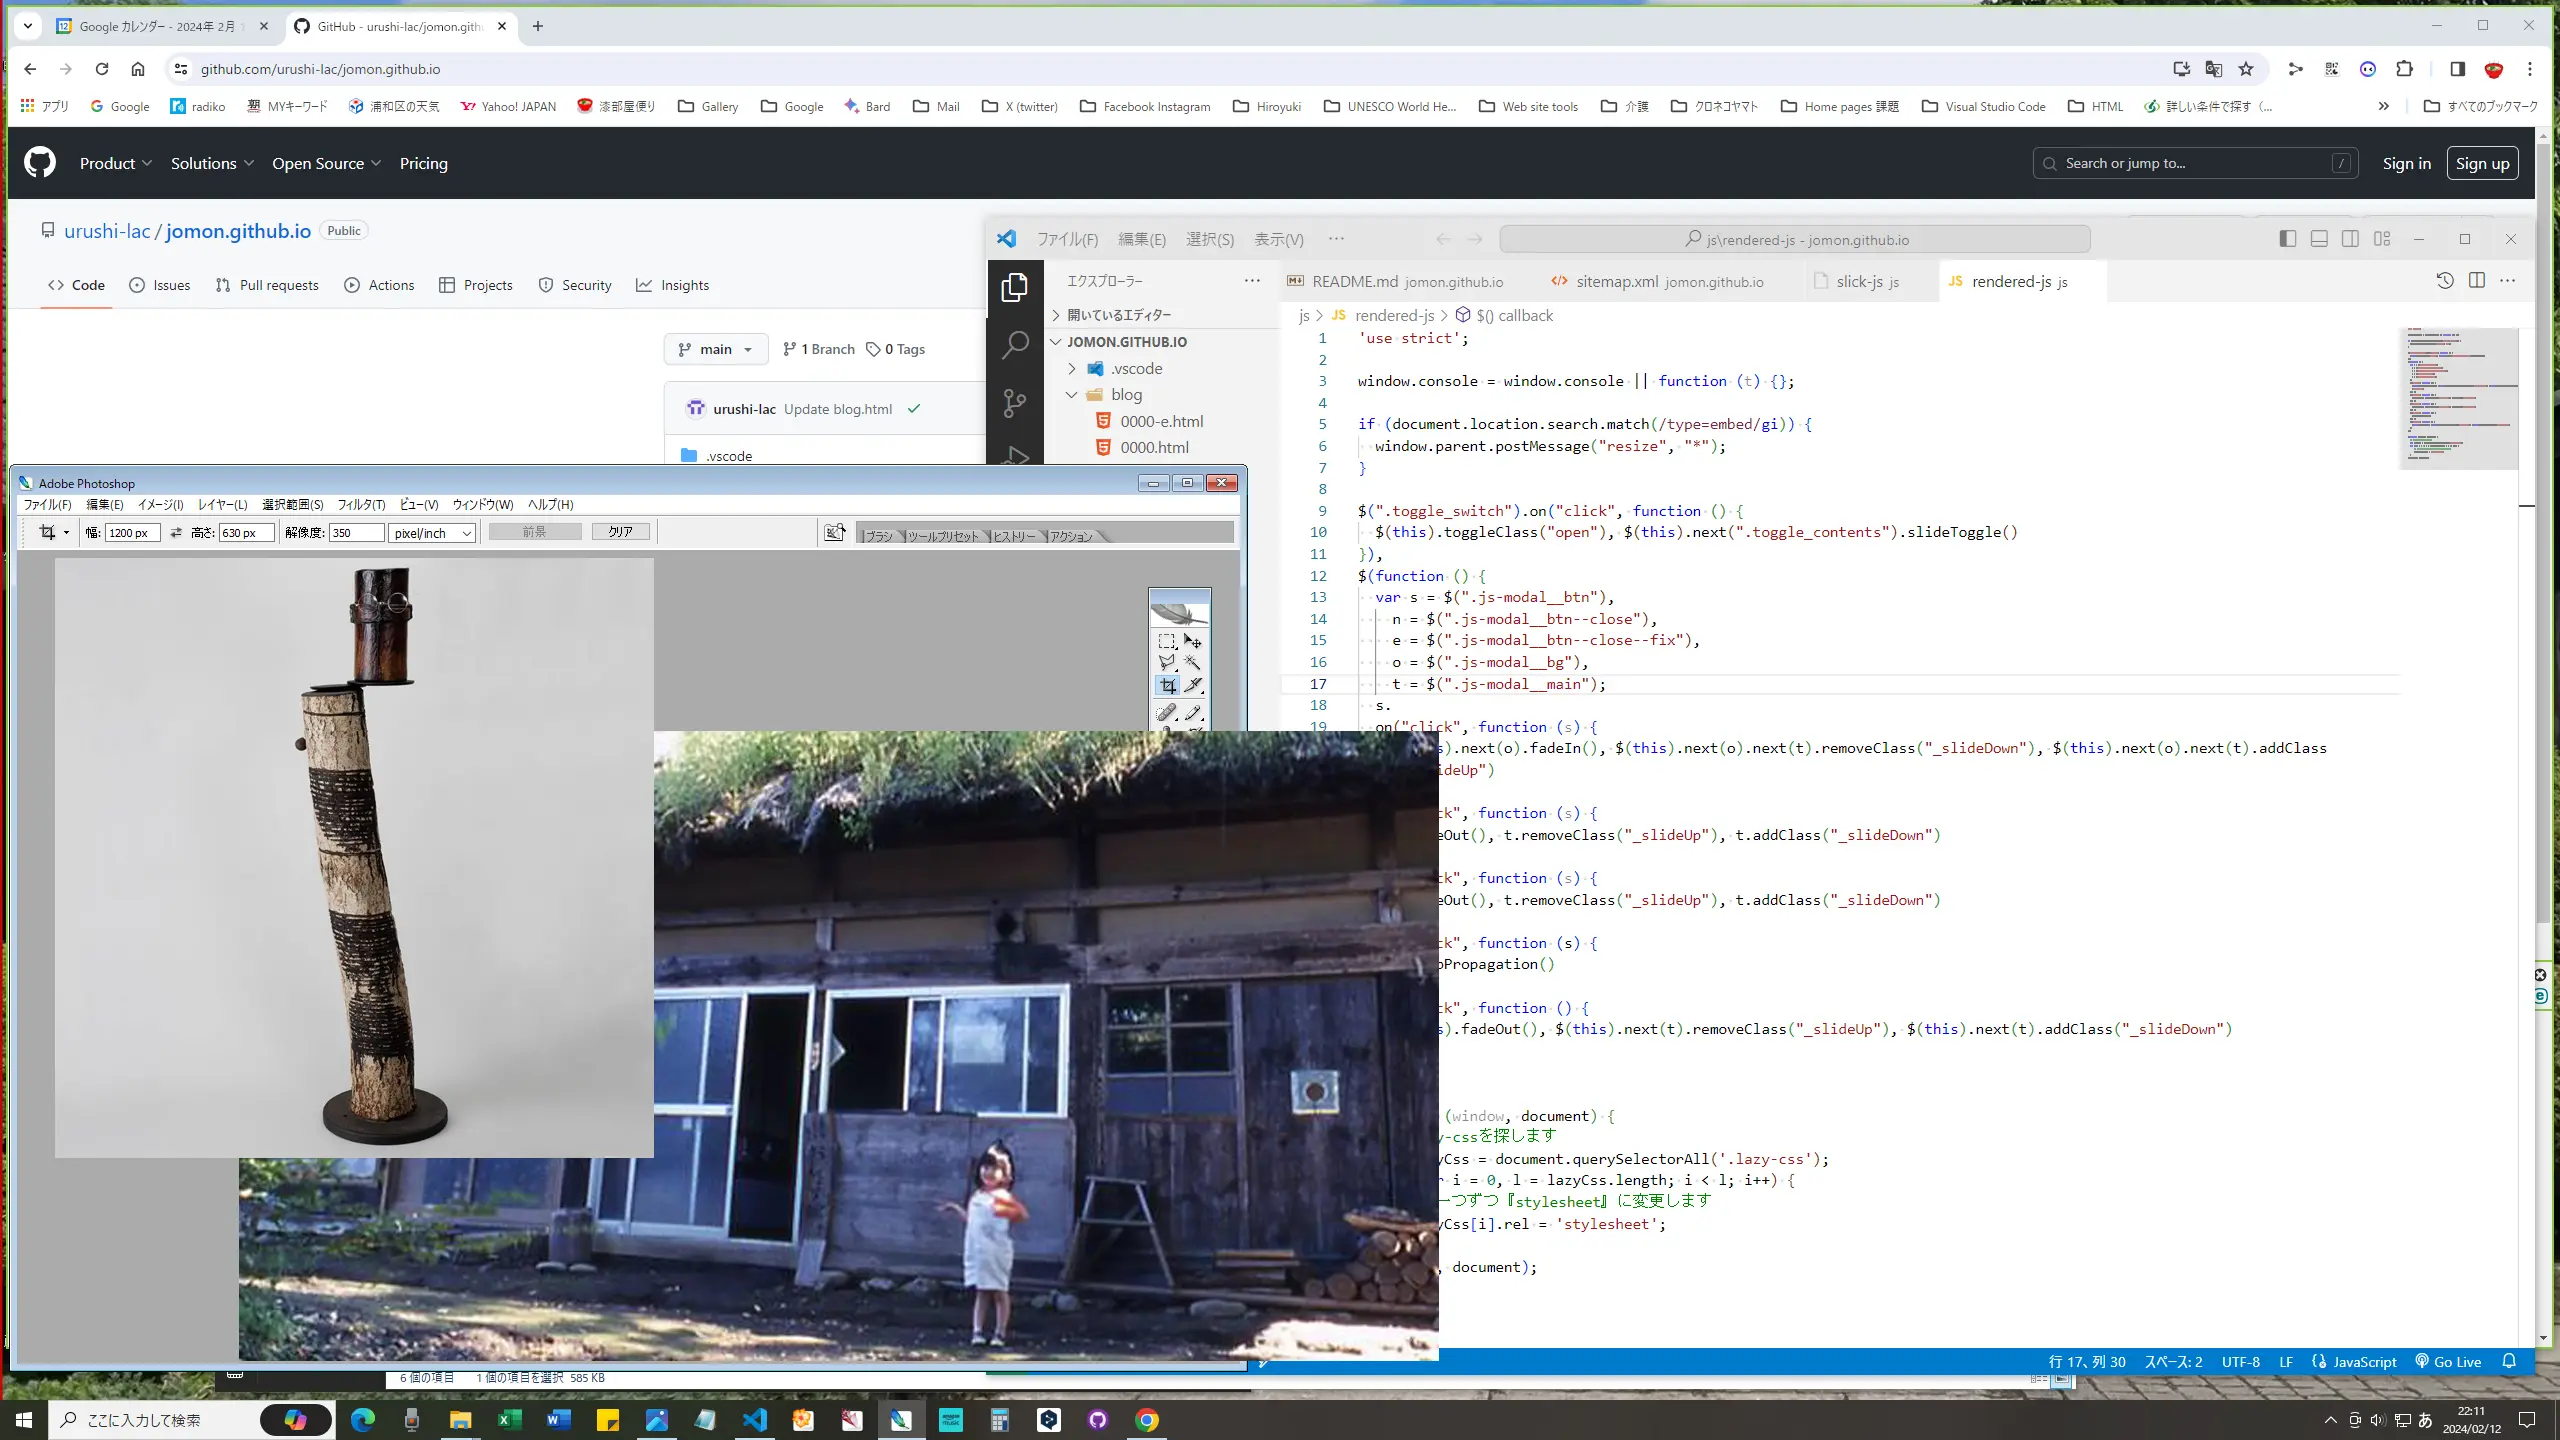 Google カレンダー - 2024年 2月
GitHub - urushi-lac/jomon.gith
github.com/urushi-lac/jomon.github.io
アプリ
Google
radiko
MYキーワード
浦和区の天気
Yahoo! JAPAN
漆部屋便り
Gallery
Google
Bard
Mail
X (twitter)
Facebook Instagram
Hiroyuki
UNESCO World He...
Web site tools
介護
クロネコヤマト
Home pages 課題
Visual Studio Code
HTML
詳しい条件で探す (...
»
すべてのブックマーク
Product
Solutions
Open Source
Pricing
Search or jump to...
/
Sign in
Sign up
urushi-lac / jomon.github.io Public
Code
Issues
Pull requests
Actions
Projects
Security
Insights
main
1 Branch
0 Tags
urushi-lac Update blog.html
.vscode
ファイル(F) 編集(E) 選択(S) 表示(V) ...
js\rendered-js - jomon.github.io
エクスプローラー
開いているエディター
JOMON.GITHUB.IO
.vscode
blog
0000-e.html
0000.html
README.md jomon.github.io
sitemap.xml jomon.github.io
slick-js js
JS rendered-js js
js > JS rendered-js > $() callback
1 'use strict';
2
3 window.console = window.console || function (t) {};
4
5 if (document.location.search.match(/type=embed/gi)) {
6 window.parent.postMessage("resize", "*");
7 }
8
9 $(".toggle_switch").on("click", function () {
10 $(this).toggleClass("open"), $(this).next(".toggle_contents").slideToggle()
11 }),
12 $(function () {
13 var s = $(".js-modal__btn"),
14 n = $(".js-modal__btn--close"),
15 e = $(".js-modal__btn--close--fix"),
16 o = $(".js-modal__bg"),
17 t = $(".js-modal__main");
18 s.
19 on("click", function (s) {
).next(o).fadeIn(), $(this).next(o).next(t).removeClass("_slideDown"), $(this).next(o).next(t).addClass
ideUp")
ck", function (s) {
eOut(), t.removeClass("_slideUp"), t.addClass("_slideDown")
ck", function (s) {
eOut(), t.removeClass("_slideUp"), t.addClass("_slideDown")
ck", function (s) {
pPropagation()
ck", function () {
).fadeOut(), $(this).next(t).removeClass("_slideUp"), $(this).next(t).addClass("_slideDown")
(window, document) {
y-cssを探します
yCss = document.querySelectorAll('.lazy-css');
r i = 0, l = lazyCss.length; i < l; i++) {
一つずつ『stylesheet』に変更します
yCss[i].rel = 'stylesheet';
, document);
行 17、列 30
スペース: 2
UTF-8
LF
{} JavaScript
Go Live
Adobe Photoshop
ファイル(F) 編集(E) イメージ(I) レイヤー(L) 選択範囲(S) フィルタ(T) ビュー(V) ウィンドウ(W) ヘルプ(H)
幅: 1200 px 高さ: 630 px 解像度: 350 pixel/inch 前景 クリア
ブラシ ツールプリセット ヒストリー アクション
6 個の項目 1 個の項目を選択 585 KB
ここに入力して検索
あ
22:11
2024/02/12